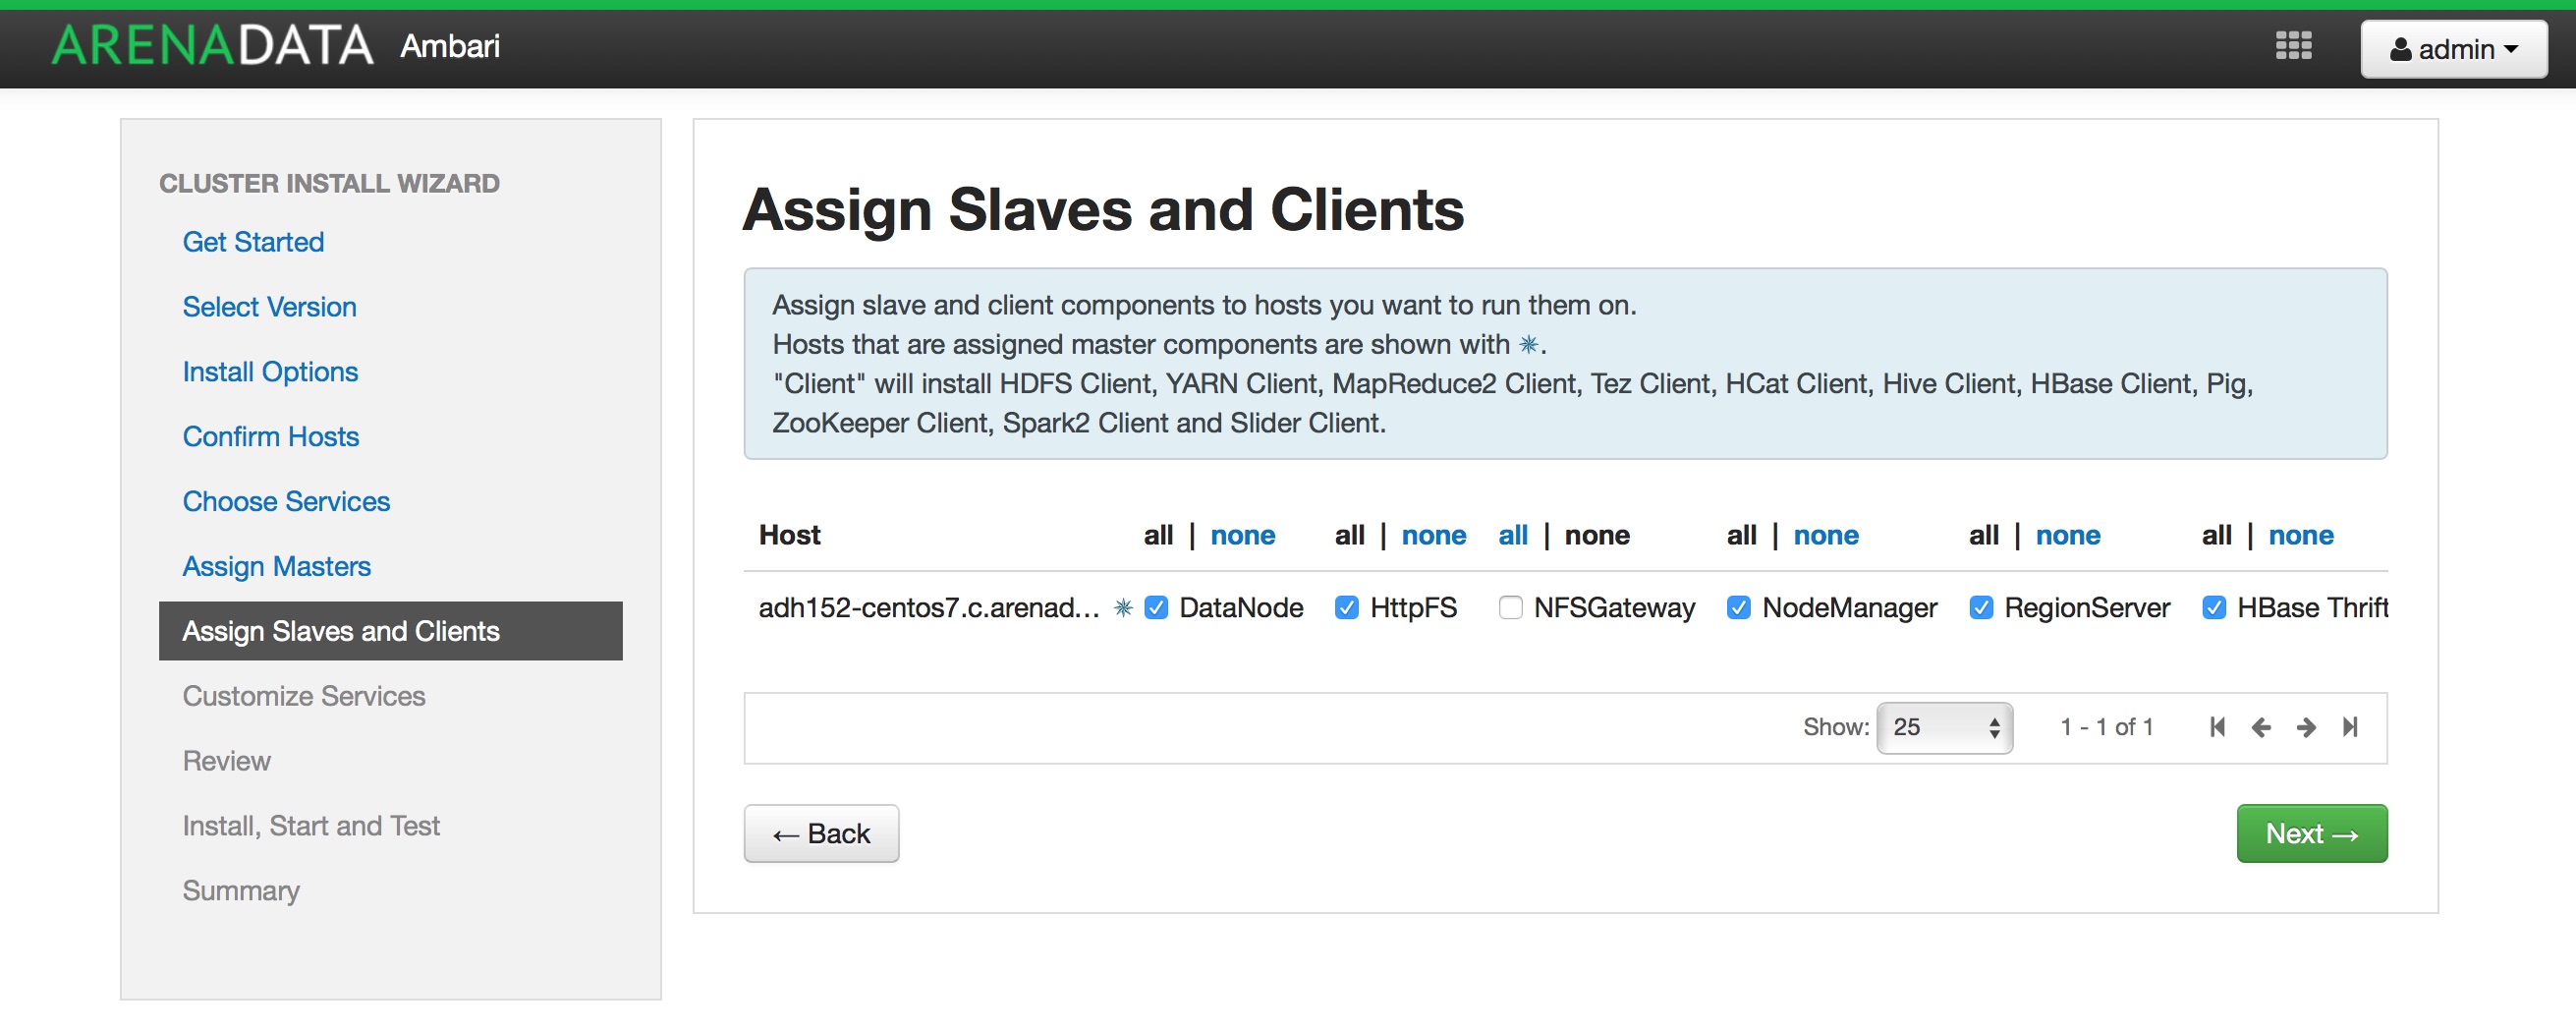 ARENADATA Ambari
admin
CLUSTER INSTALL WIZARD
Get Started
Select Version
Install Options
Confirm Hosts
Choose Services
Assign Masters
Assign Slaves and Clients
Customize Services
Review
Install, Start and Test
Summary
Assign Slaves and Clients
Assign slave and client components to hosts you want to run them on.
Hosts that are assigned master components are shown with ✳.
"Client" will install HDFS Client, YARN Client, MapReduce2 Client, Tez Client, HCat Client, Hive Client, HBase Client, Pig,
ZooKeeper Client, Spark2 Client and Slider Client.
Host all | none all | none all | none all | none all | none all | none
adh152-centos7.c.arenad... ✳ DataNode HttpFS NFSGateway NodeManager RegionServer HBase Thrift
Show: 25 1 - 1 of 1
← Back
Next →